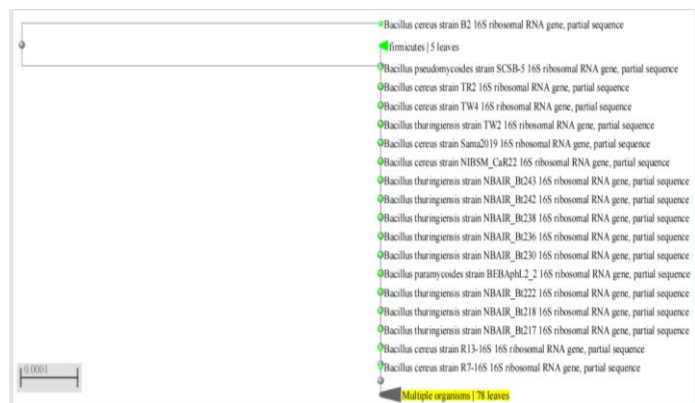 Bacillus cereus strain B2 16S ribosomal RNA gene, partial sequence
firmicutes | 5 leaves
Bacillus pseudomycoides strain SCSB-5 16S ribosomal RNA gene, partial sequence
Bacillus cereus strain TR2 16S ribosomal RNA gene, partial sequence
Bacillus cereus strain TW4 16S ribosomal RNA gene, partial sequence
Bacillus thuringiensis strain TW2 16S ribosomal RNA gene, partial sequence
Bacillus cereus strain Sama2019 16S ribosomal RNA gene, partial sequence
Bacillus cereus strain NIBSM_CaR22 16S ribosomal RNA gene, partial sequence
Bacillus thuringiensis strain NBAIR_Bt243 16S ribosomal RNA gene, partial sequence
Bacillus thuringiensis strain NBAIR_Bt242 16S ribosomal RNA gene, partial sequence
Bacillus thuringiensis strain NBAIR_Bt238 16S ribosomal RNA gene, partial sequence
Bacillus thuringiensis strain NBAIR_Bt236 16S ribosomal RNA gene, partial sequence
Bacillus thuringiensis strain NBAIR_Bt230 16S ribosomal RNA gene, partial sequence
Bacillus paramycoides strain BEBAphL2_2 16S ribosomal RNA gene, partial sequence
Bacillus thuringiensis strain NBAIR_Bt222 16S ribosomal RNA gene, partial sequence
Bacillus thuringiensis strain NBAIR_Bt218 16S ribosomal RNA gene, partial sequence
Bacillus thuringiensis strain NBAIR_Bt217 16S ribosomal RNA gene, partial sequence
Bacillus cereus strain R13-16S 16S ribosomal RNA gene, partial sequence
Bacillus cereus strain R7-16S 16S ribosomal RNA gene, partial sequence
0.0001
Multiple organisms | 78 leaves